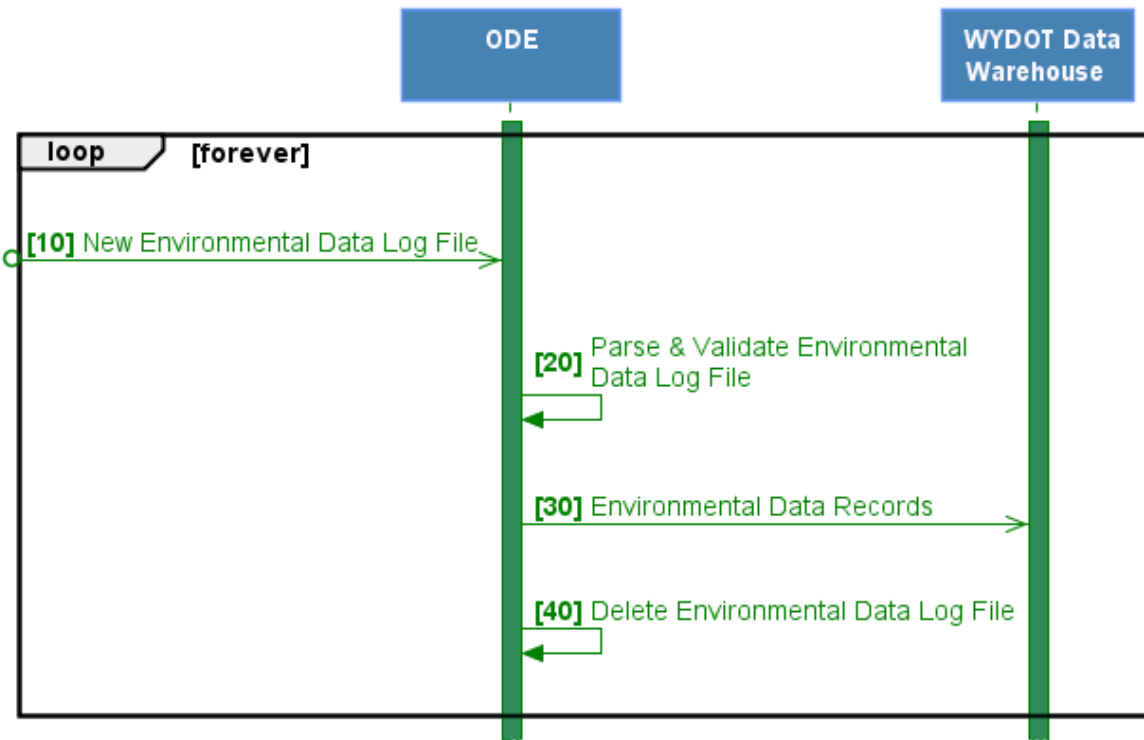 ODE
WYDOT Data
Warehouse
loop
[forever]
[10] New Environmental Data Log File
[20] Parse & Validate Environmental
Data Log File
[30] Environmental Data Records
[40] Delete Environmental Data Log File